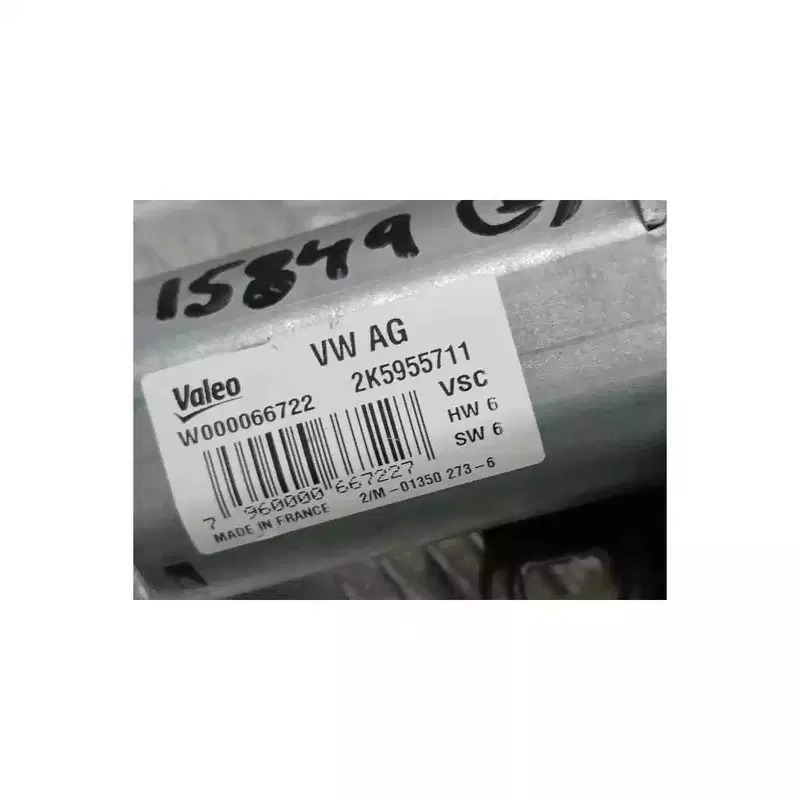 15849 G1
VW AG
Valeo
2K5955711
W000066722
VSC
HW 6
SW 6
7 960000 667227
2/M-01350 273-6
MADE IN FRANCE